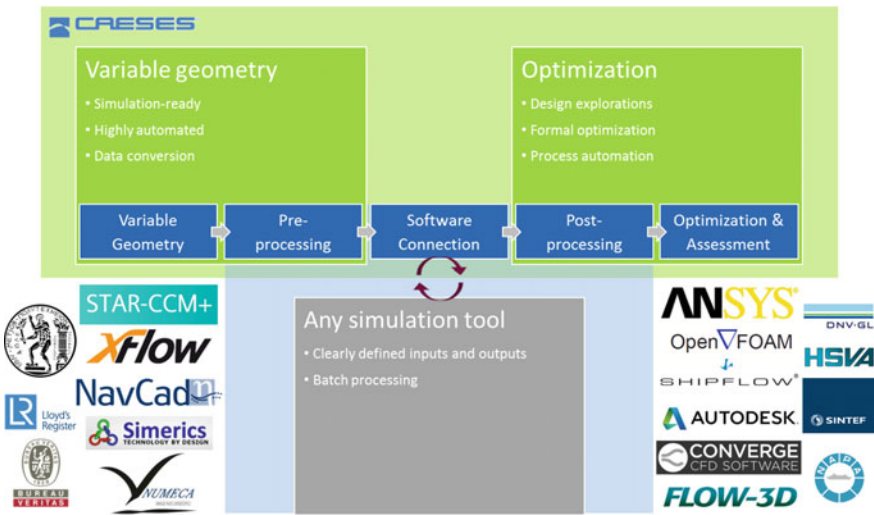 CAESES
Variable geometry
• Simulation-ready
• Highly automated
• Data conversion
Optimization
• Design explorations
• Formal optimization
• Process automation
Variable
Geometry
Pre-
processing
Software
Connection
Post-
processing
Optimization &
Assessment
Any simulation tool
• Clearly defined inputs and outputs
• Batch processing
STAR-CCM+
XFlow
NavCad
LR
Lloyd's
Register
Simerics
TECHNOLOGY BY DESIGN
BUREAU
VERITAS
NUMECA
ANSYS®
OpenFOAM
SHIPFLOW®
AUTODESK.
CONVERGE
CFD SOFTWARE
FLOW-3D
DNV·GL
HSVA
SINTEF
NAPA